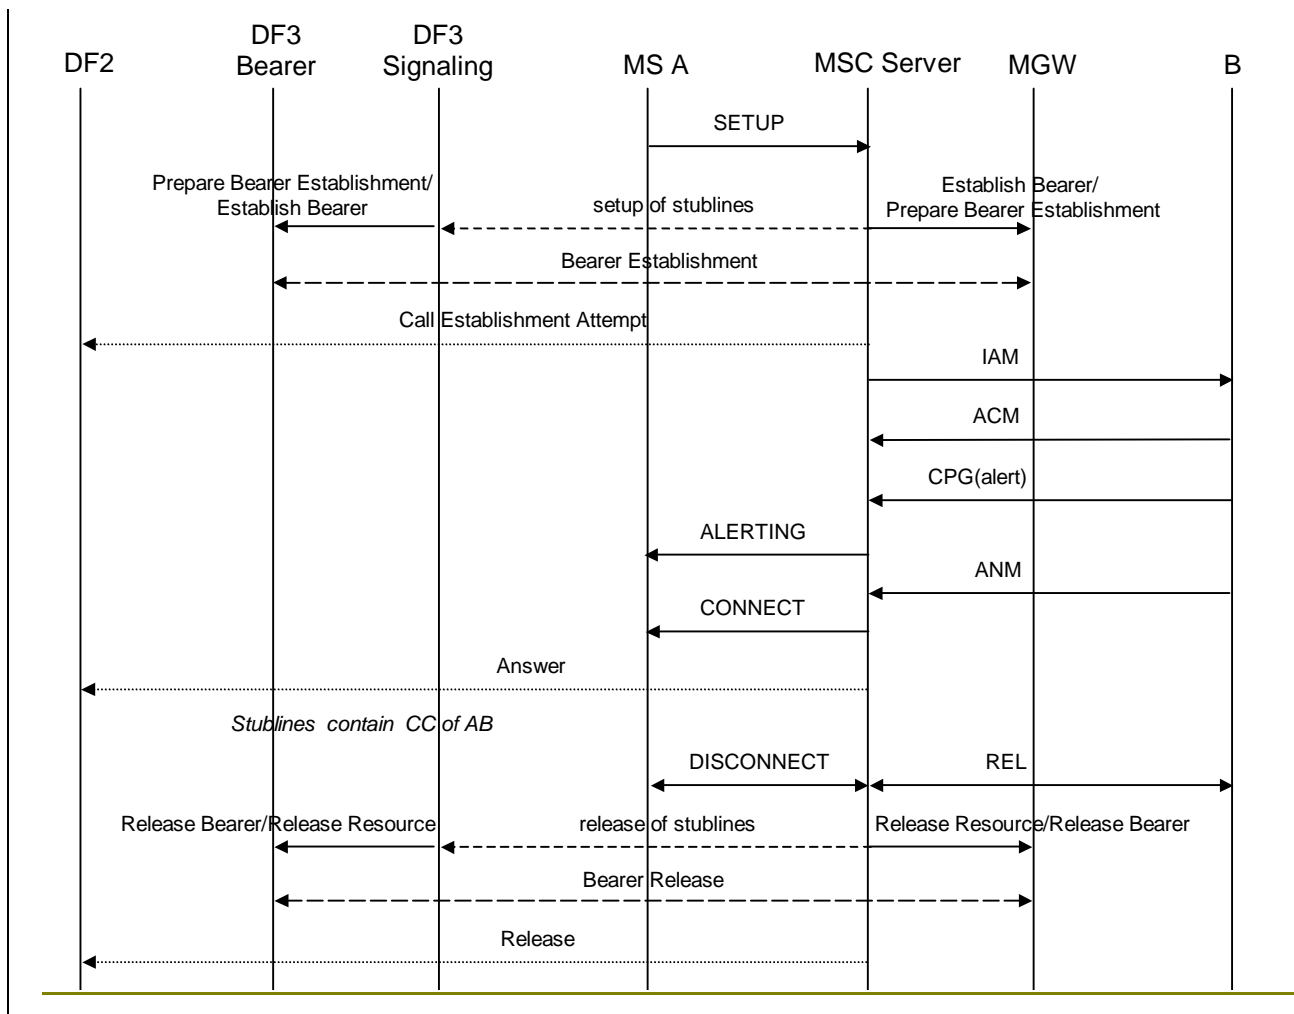 DF2
DF3
Bearer
DF3
Signaling
MS A
MSC Server
MGW
B
SETUP
Prepare Bearer Establishment/
Establish Bearer
setup of stublines
Establish Bearer/
Prepare Bearer Establishment
Bearer Establishment
Call Establishment Attempt
IAM
ACM
CPG(alert)
ALERTING
ANM
CONNECT
Answer
Stublines contain CC of AB
DISCONNECT
REL
Release Bearer/Release Resource
release of stublines
Release Resource/Release Bearer
Bearer Release
Release